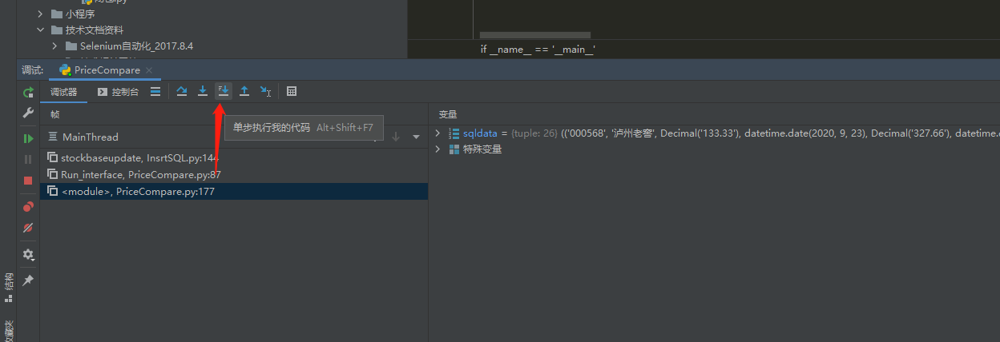 小程序
技术文档资料
Selenium自动化_2017.8.4
if __name__ == '__main__'
调试: PriceCompare
调试器 控制台
帧 变量
单步执行我的代码 Alt+Shift+F7
MainThread
sqldata = {tuple: 26} (('000568', '泸州老窖', Decimal('133.33'), datetime.date(2020, 9, 23), Decimal('327.66'), datetime.
特殊变量
stockbaseupdate, InsrtSQL.py:144
Run_interface, PriceCompare.py:87
<module>, PriceCompare.py:177
结构
收藏夹